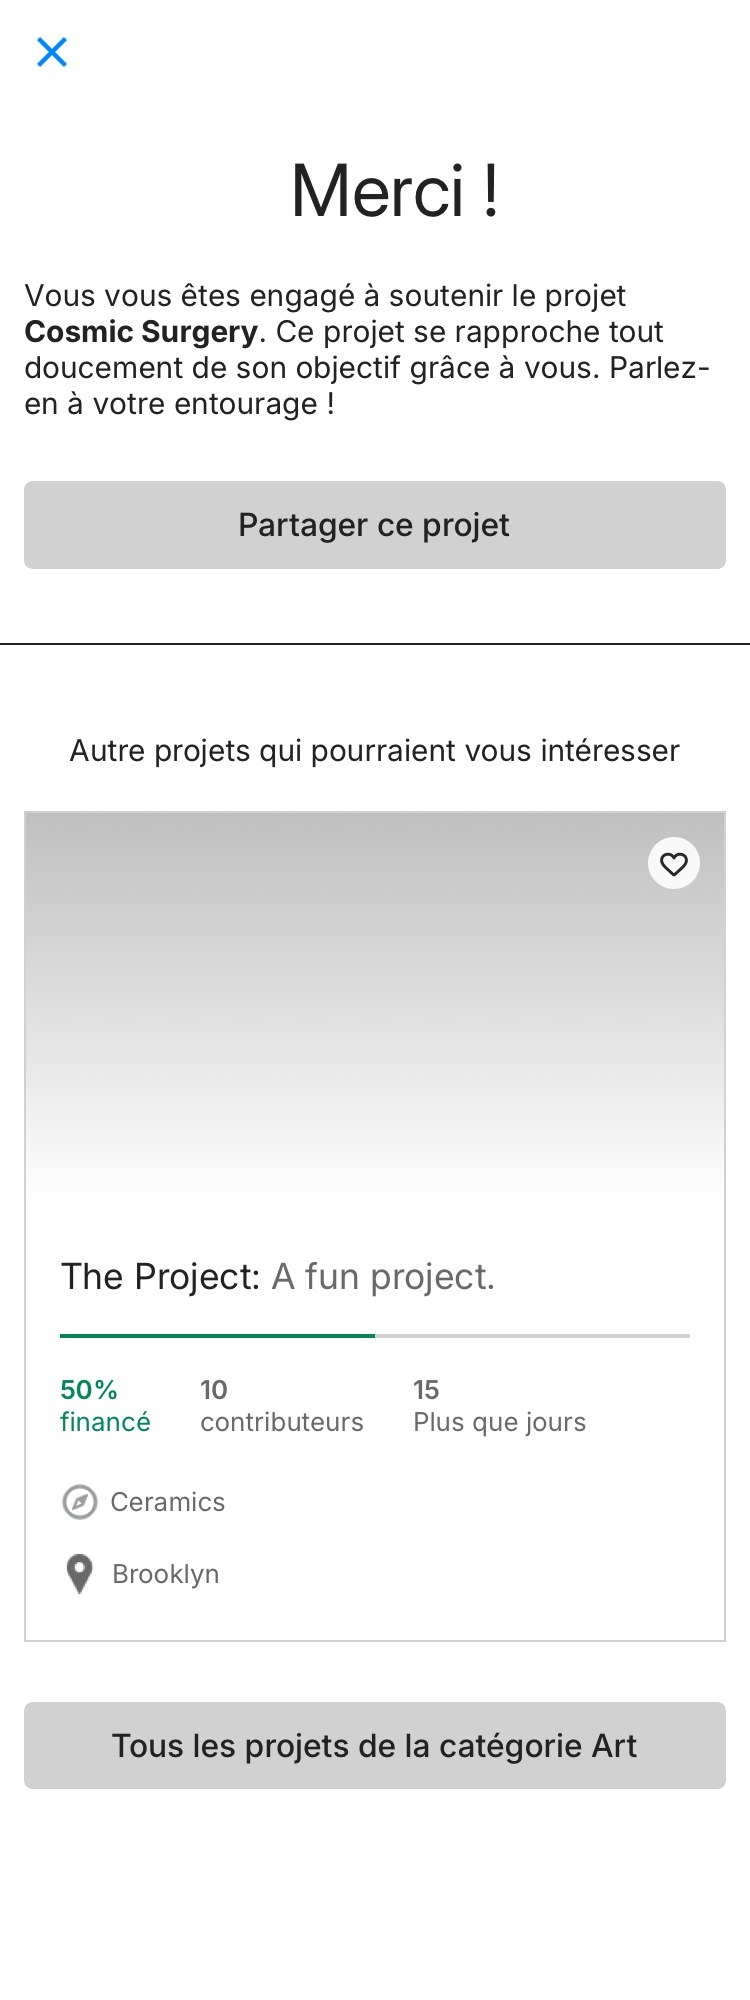 Merci !
Vous vous êtes engagé à soutenir le projet
Cosmic Surgery. Ce projet se rapproche tout
doucement de son objectif grâce à vous. Parlez-
en à votre entourage !
Partager ce projet
Autre projets qui pourraient vous intéresser
The Project: A fun project.
50%
financé
10
contributeurs
15
Plus que jours
Ceramics
Brooklyn
Tous les projets de la catégorie Art